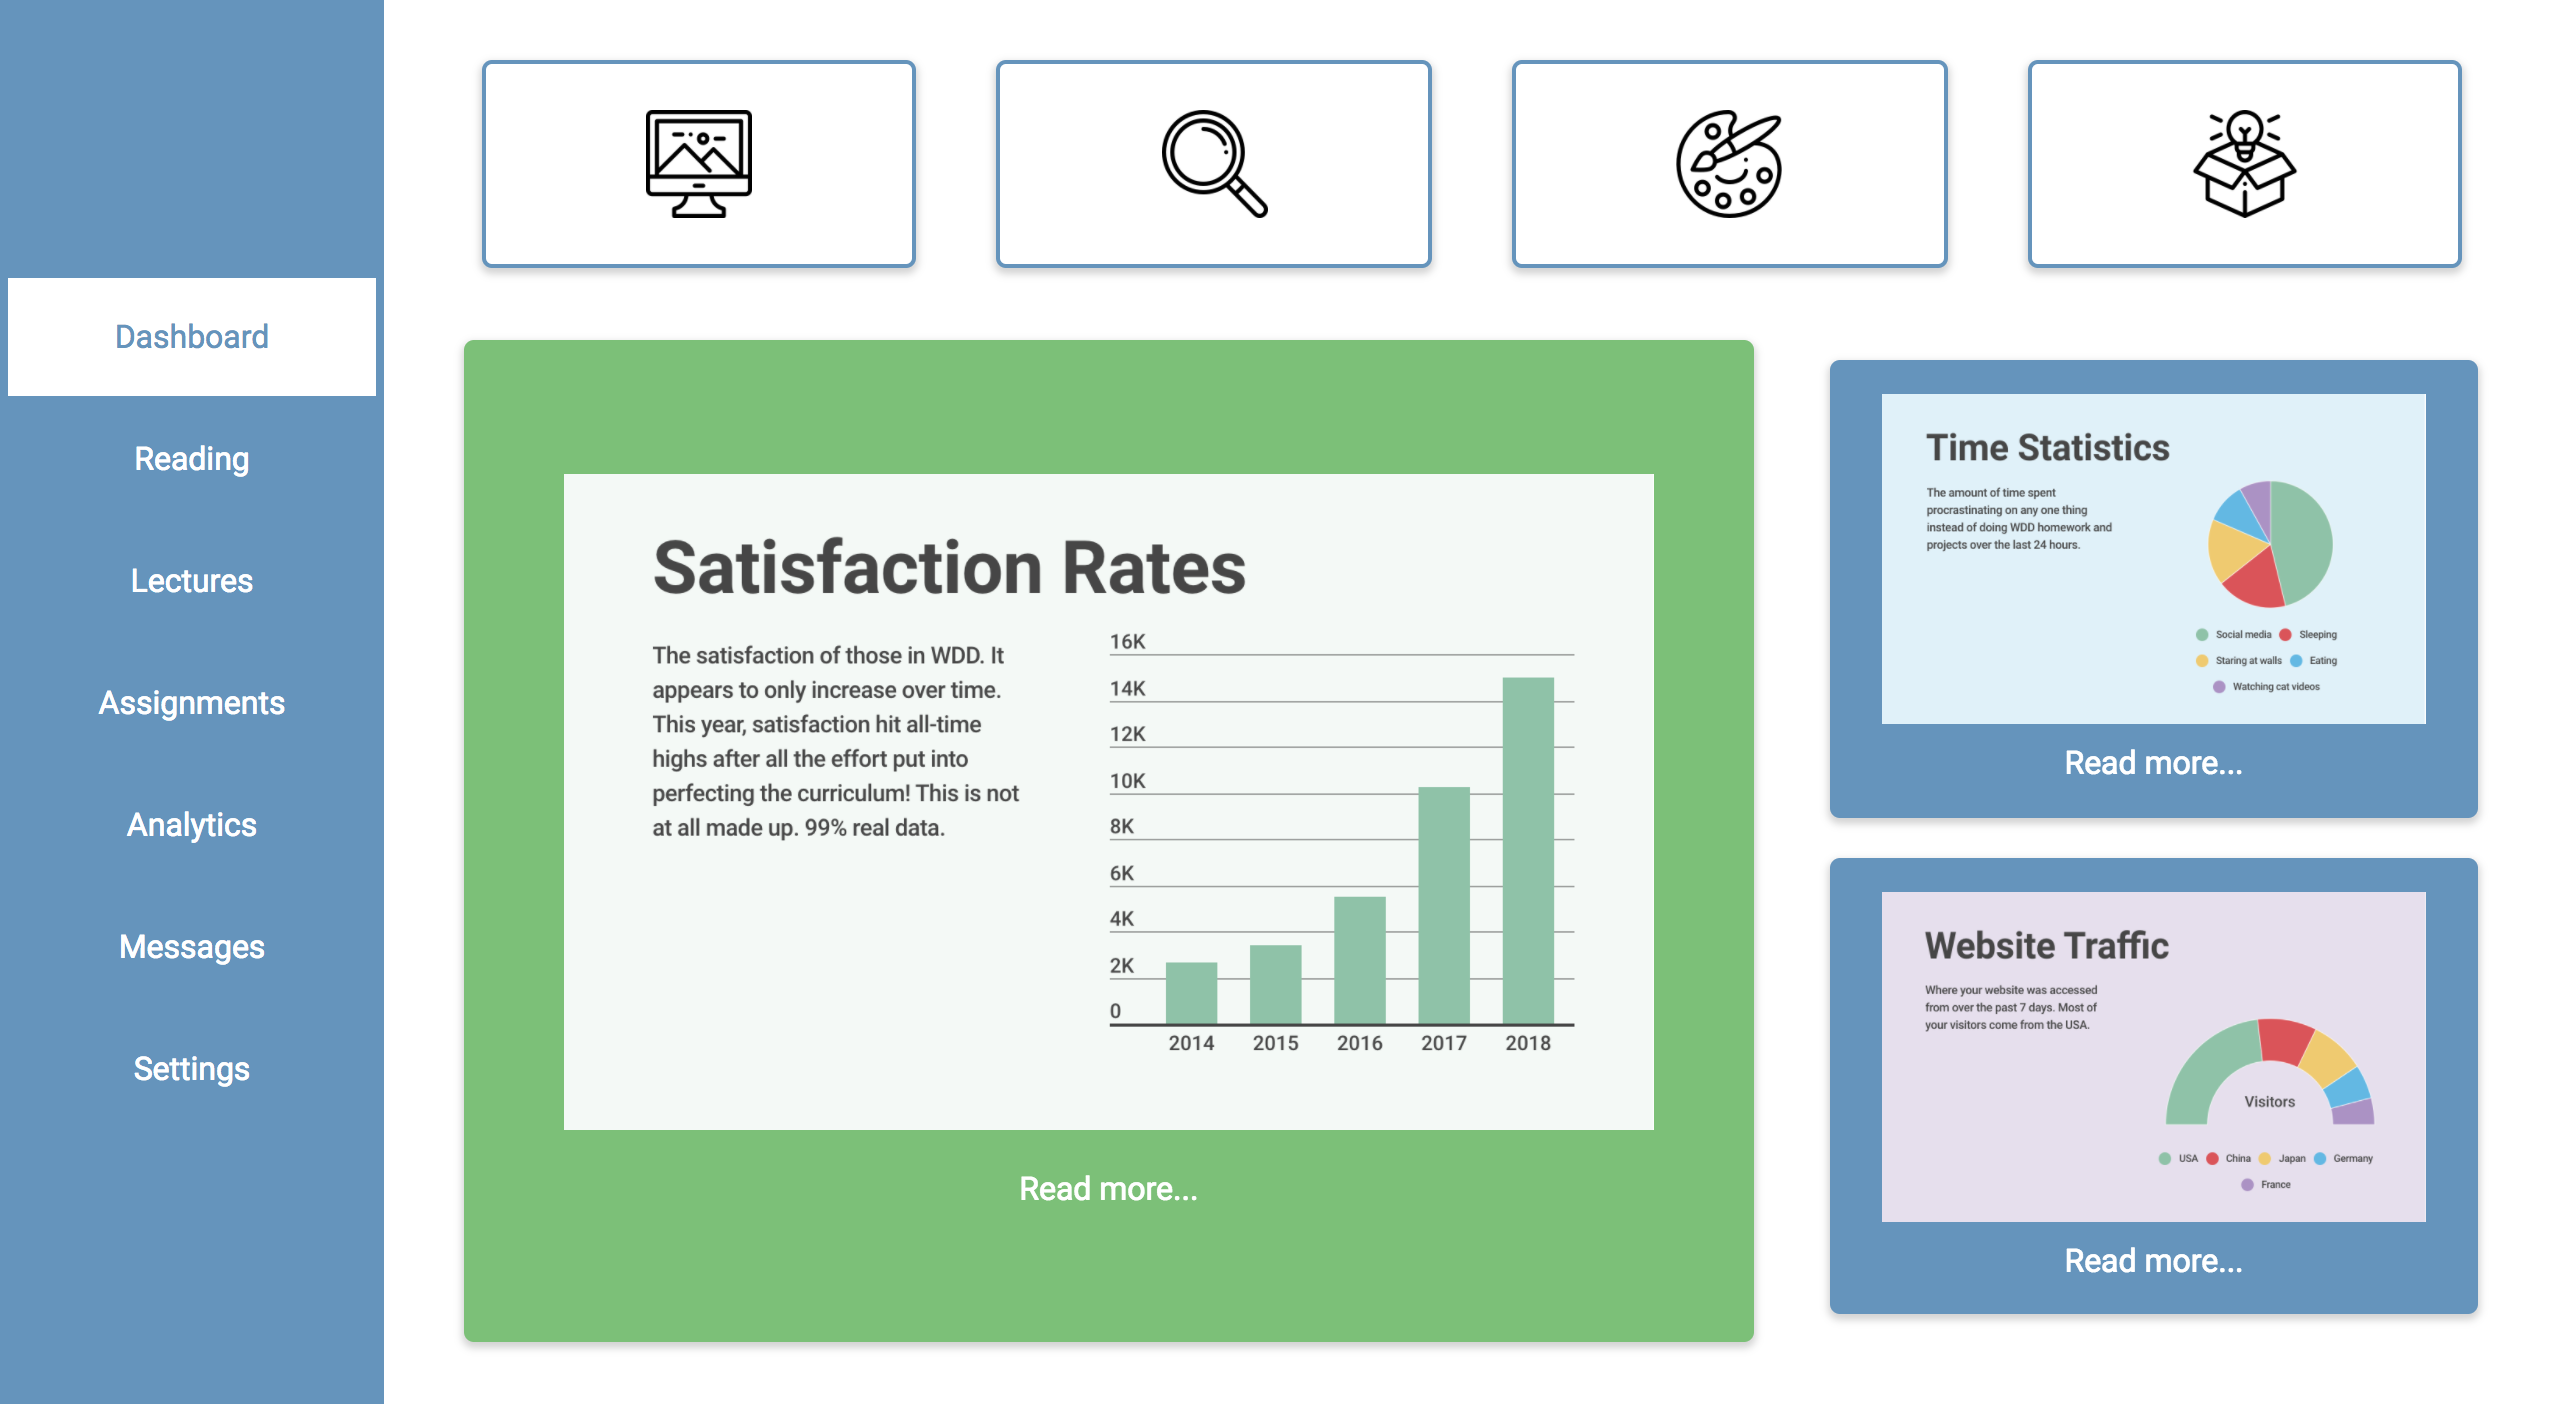 Dashboard
Reading
Lectures
Assignments
Analytics
Messages
Settings
Satisfaction Rates
The satisfaction of those in WDD. It
appears to only increase over time.
This year, satisfaction hit all-time
highs after all the effort put into
perfecting the curriculum! This is not
at all made up. 99% real data.
16K
14K
12K
10K
8K
6K
4K
2K
0
2014 2015 2016 2017 2018
Read more...
Time Statistics
The amount of time spent
procrastinating on any one thing
instead of doing WDD homework and
projects over the last 24 hours.
Social media Sleeping
Staring at walls Eating
Watching cat videos
Read more...
Website Traffic
Where your website was accessed
from over the past 7 days. Most of
your visitors come from the USA.
Visitors
USA China Japan Germany
France
Read more...